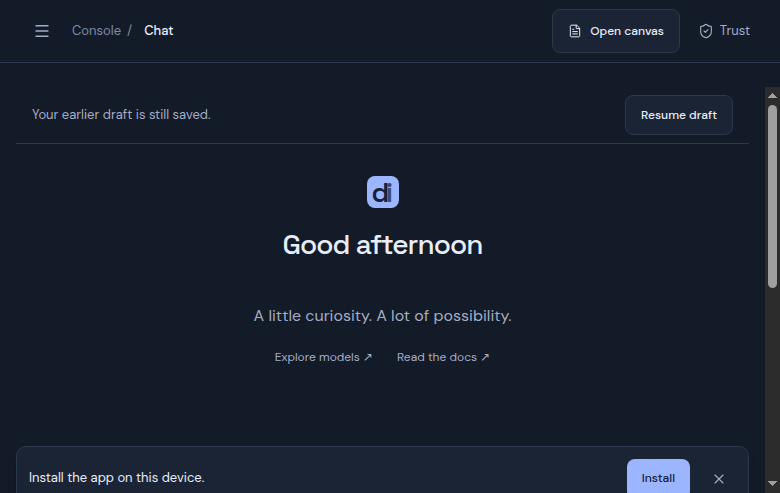 Console / Chat
Open canvas
Trust
Your earlier draft is still saved.
Resume draft
di
Good afternoon
A little curiosity. A lot of possibility.
Explore models ↗
Read the docs ↗
Install the app on this device.
Install